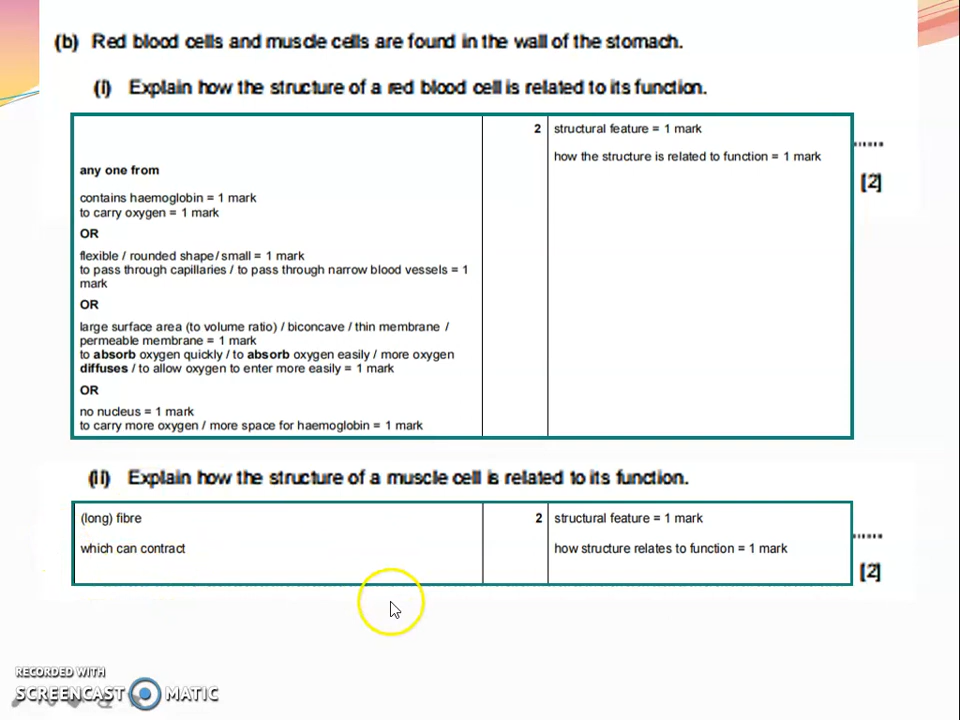 (b) Red blood cells and muscle cells are found in the wall of the stomach.
(i) Explain how the structure of a red blood cell is related to its function.
2 structural feature = 1 mark
how the structure is related to function = 1 mark
any one from
[2]
contains haemoglobin = 1 mark
to carry oxygen = 1 mark
OR
flexible / rounded shape/ small = 1 mark
to pass through capillaries / to pass through narrow blood vessels = 1
mark
OR
large surface area (to volume ratio) / biconcave / thin membrane /
permeable membrane = 1 mark
to absorb oxygen quickly / to absorb oxygen easily / more oxygen
diffuses / to allow oxygen to enter more easily = 1 mark
OR
no nucleus = 1 mark
to carry more oxygen / more space for haemoglobin = 1 mark
(ii) Explain how the structure of a muscle cell is related to its function.
(long) fibre 2 structural feature = 1 mark
which can contract how structure relates to function = 1 mark
[2]
RECORDED WITH
SCREENCAST MATIC